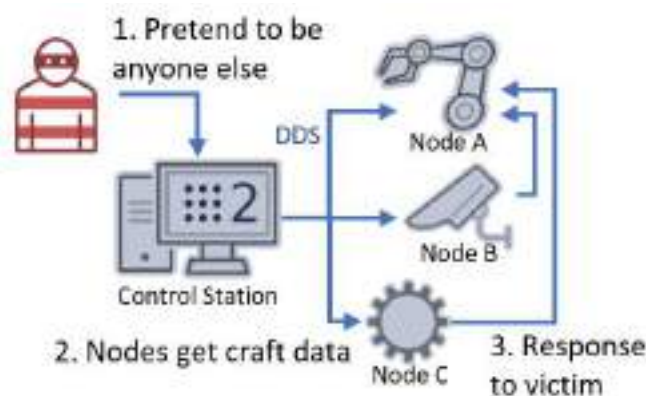 1. Pretend to be
anyone else
DDS
Node A
2
Node B
Control Station
2. Nodes get craft data
Node C
3. Response
to victim